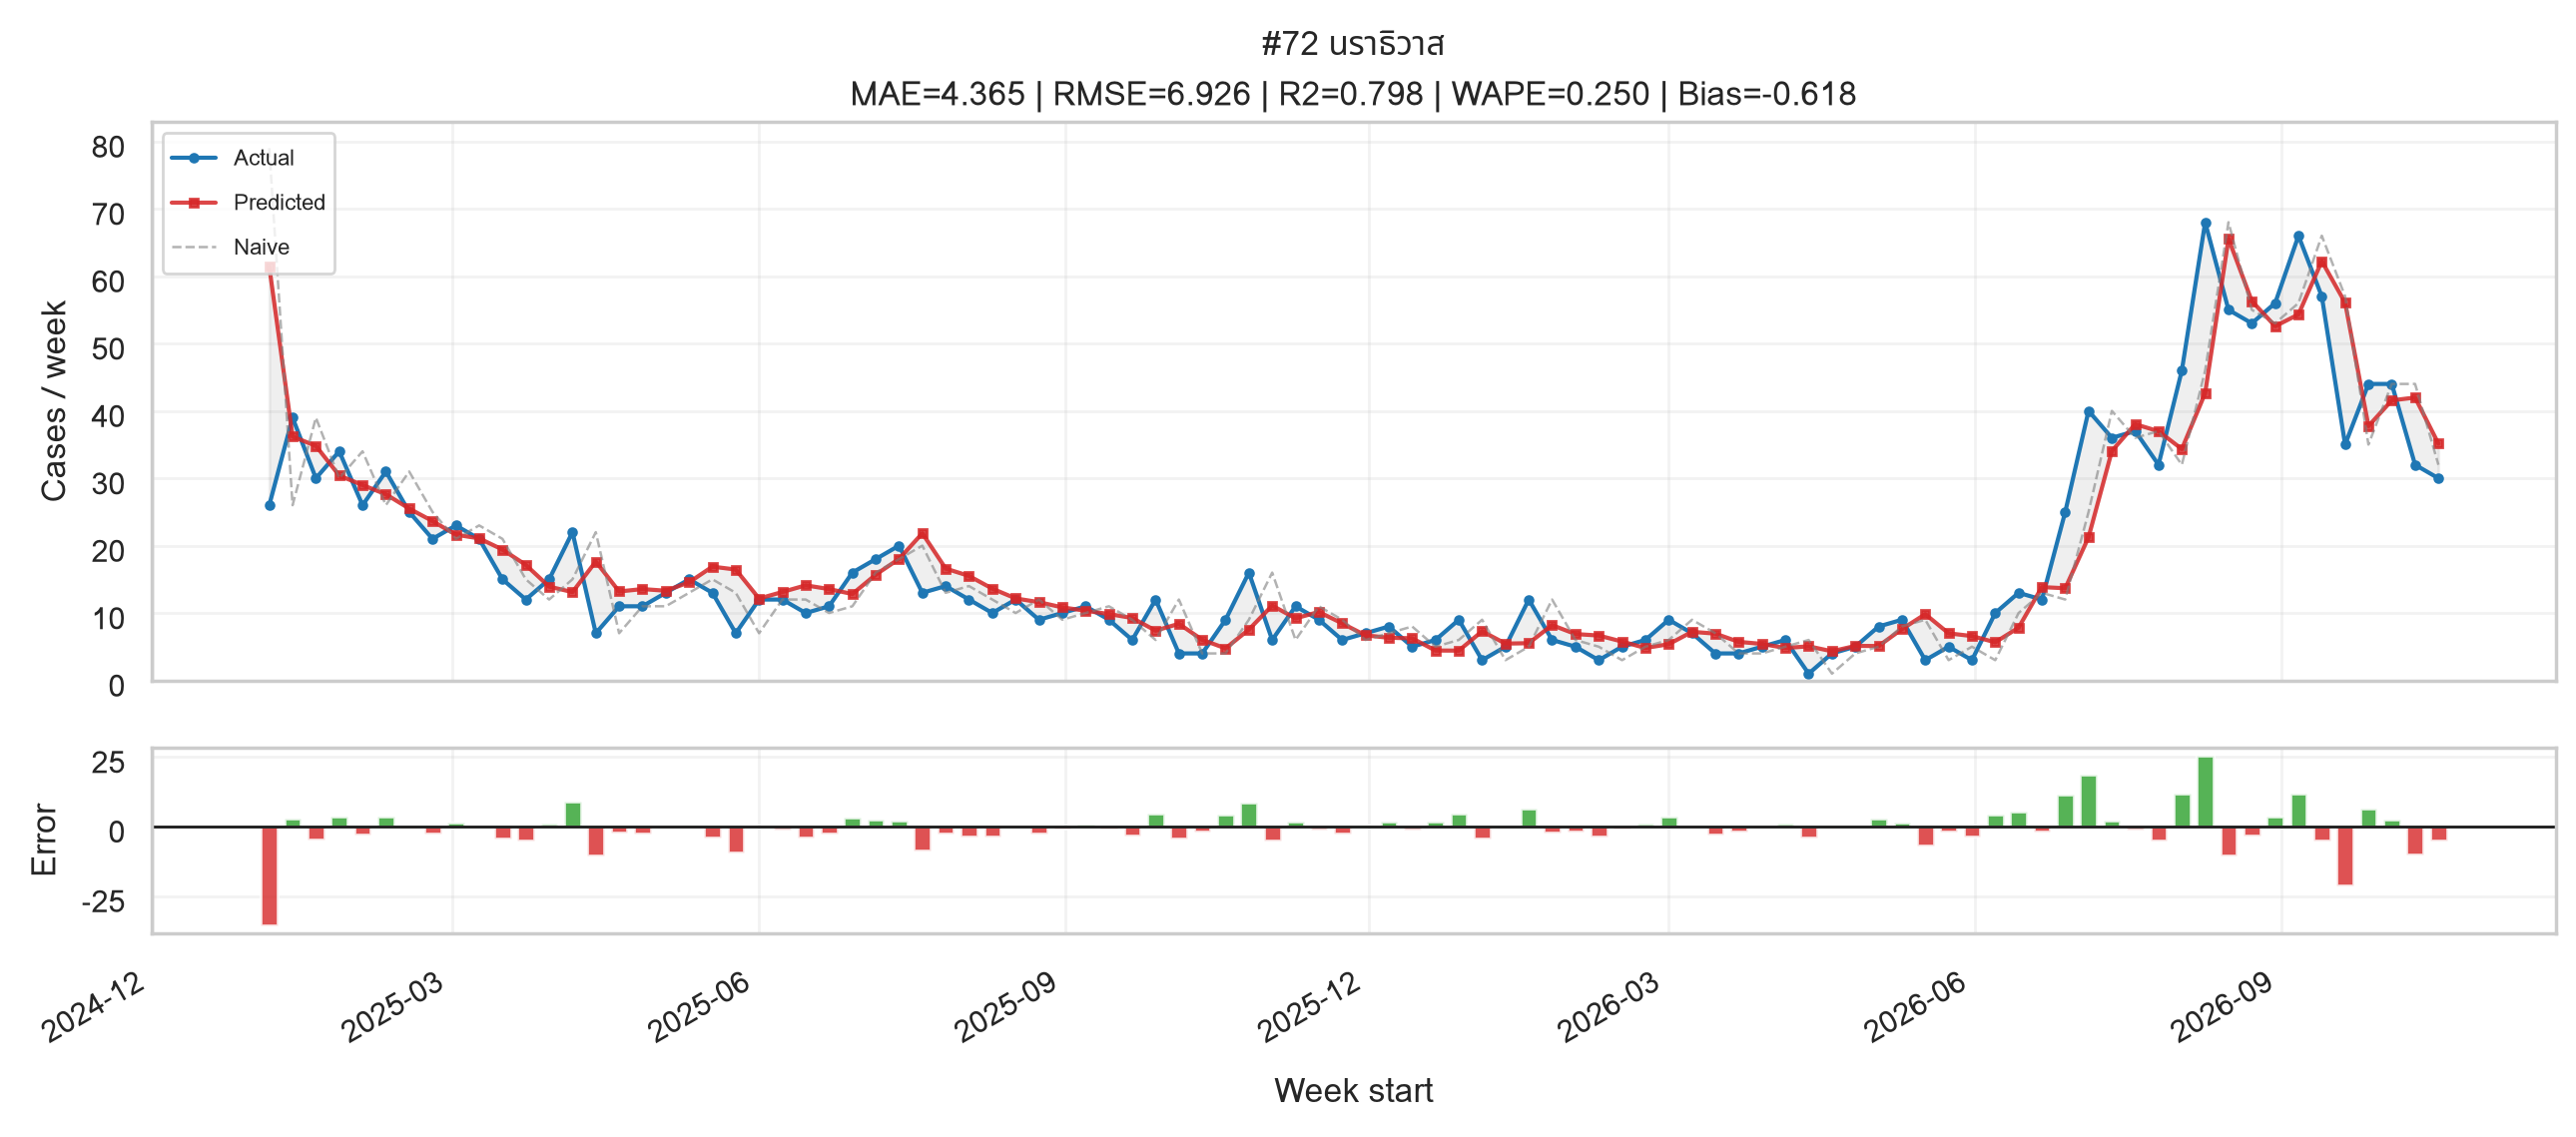 #72 นราธิวาส
MAE=4.365 | RMSE=6.926 | R2=0.798 | WAPE=0.250 | Bias=-0.618
Actual
Predicted
Naive
Cases / week
80
70
60
50
40
30
20
10
0
Error
25
0
-25
2024-12
2025-03
2025-06
2025-09
2025-12
2026-03
2026-06
2026-09
Week start